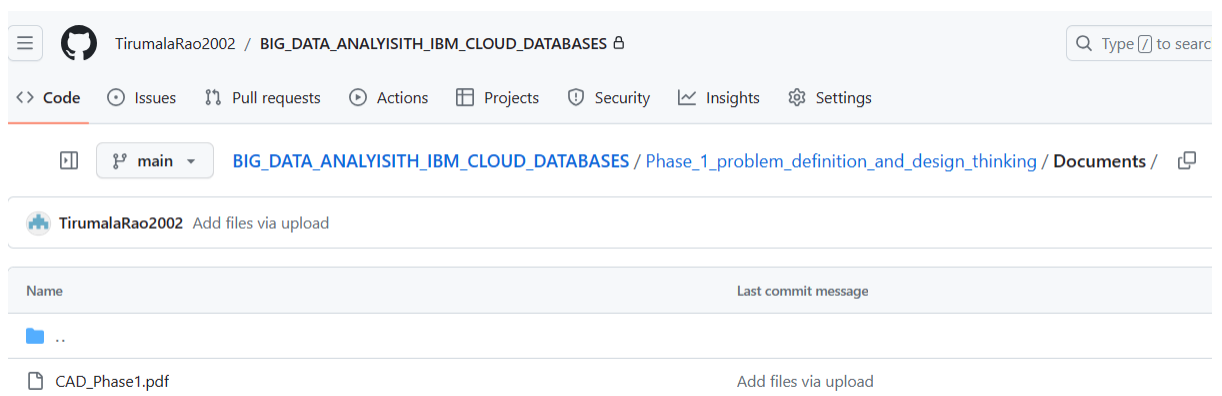 TirumalaRao2002 / BIG_DATA_ANALYISITH_IBM_CLOUD_DATABASES Type / to searc
Code Issues Pull requests Actions Projects Security Insights Settings
main BIG_DATA_ANALYISITH_IBM_CLOUD_DATABASES / Phase_1_problem_definition_and_design_thinking / Documents /
TirumalaRao2002 Add files via upload
Name Last commit message
..
CAD_Phase1.pdf Add files via upload